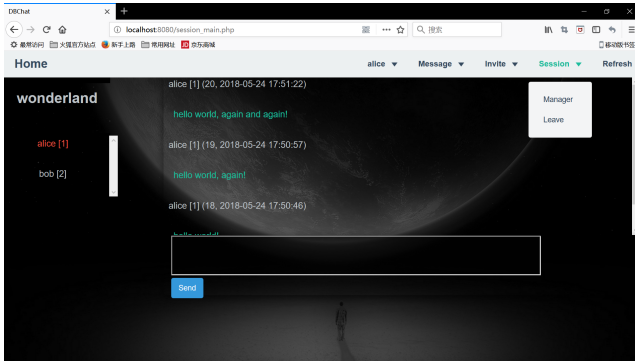 DBChat
localhost:8080/session_main.php
搜索
最常访问 火狐官方站点 新手上路 常用网址 JD 京东商城 移动版书签
Home alice Message Invite Session Refresh
Manager
Leave
wonderland
alice [1]
bob [2]
alice [1] (20, 2018-05-24 17:51:22)
hello world, again and again!
alice [1] (19, 2018-05-24 17:50:57)
hello world, again!
alice [1] (18, 2018-05-24 17:50:46)
hello world!
Send